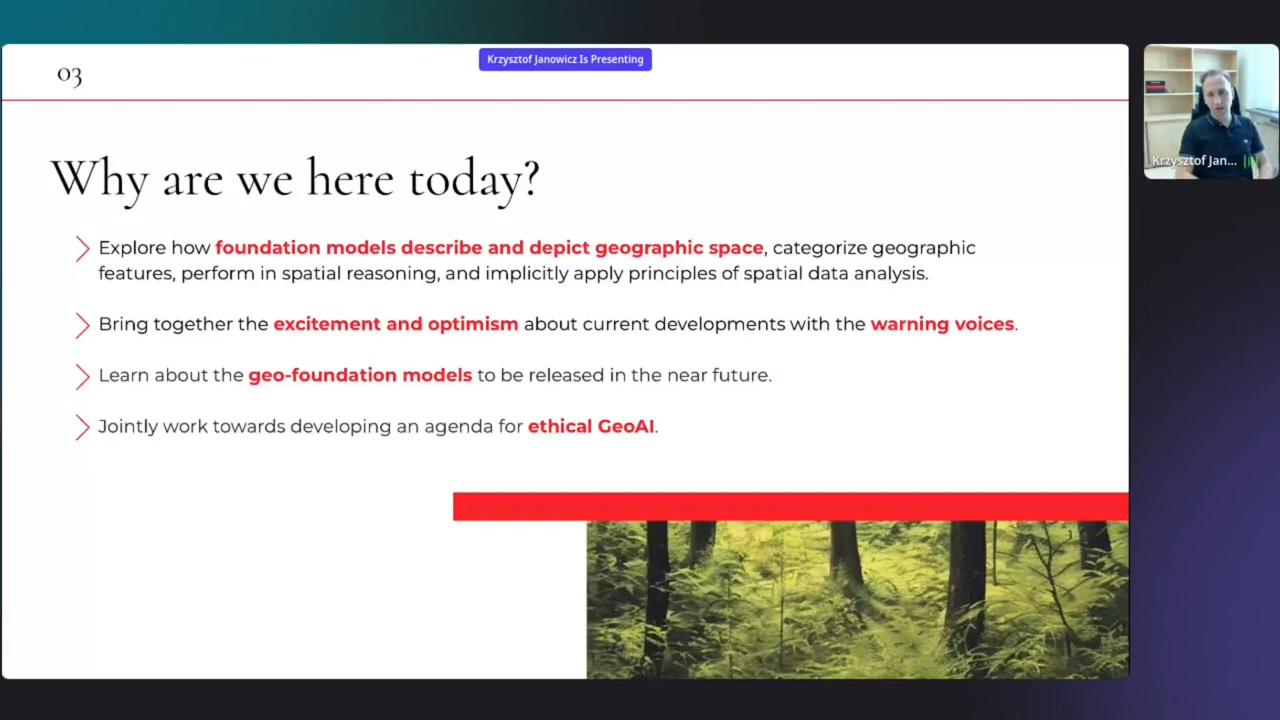 Krzysztof Janowicz Is Presenting
03
Why are we here today?
Explore how foundation models describe and depict geographic space, categorize geographic
features, perform in spatial reasoning, and implicitly apply principles of spatial data analysis.
Bring together the excitement and optimism about current developments with the warning voices.
Learn about the geo-foundation models to be released in the near future.
Jointly work towards developing an agenda for ethical GeoAI.
Krzysztof Jan...